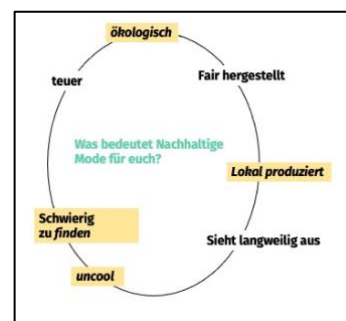 ökologisch
Fair hergestellt
teuer
Was bedeutet Nachhaltige
Mode für euch?
Lokal produziert
Schwierig
zu finden
Sieht langweilig aus
uncool